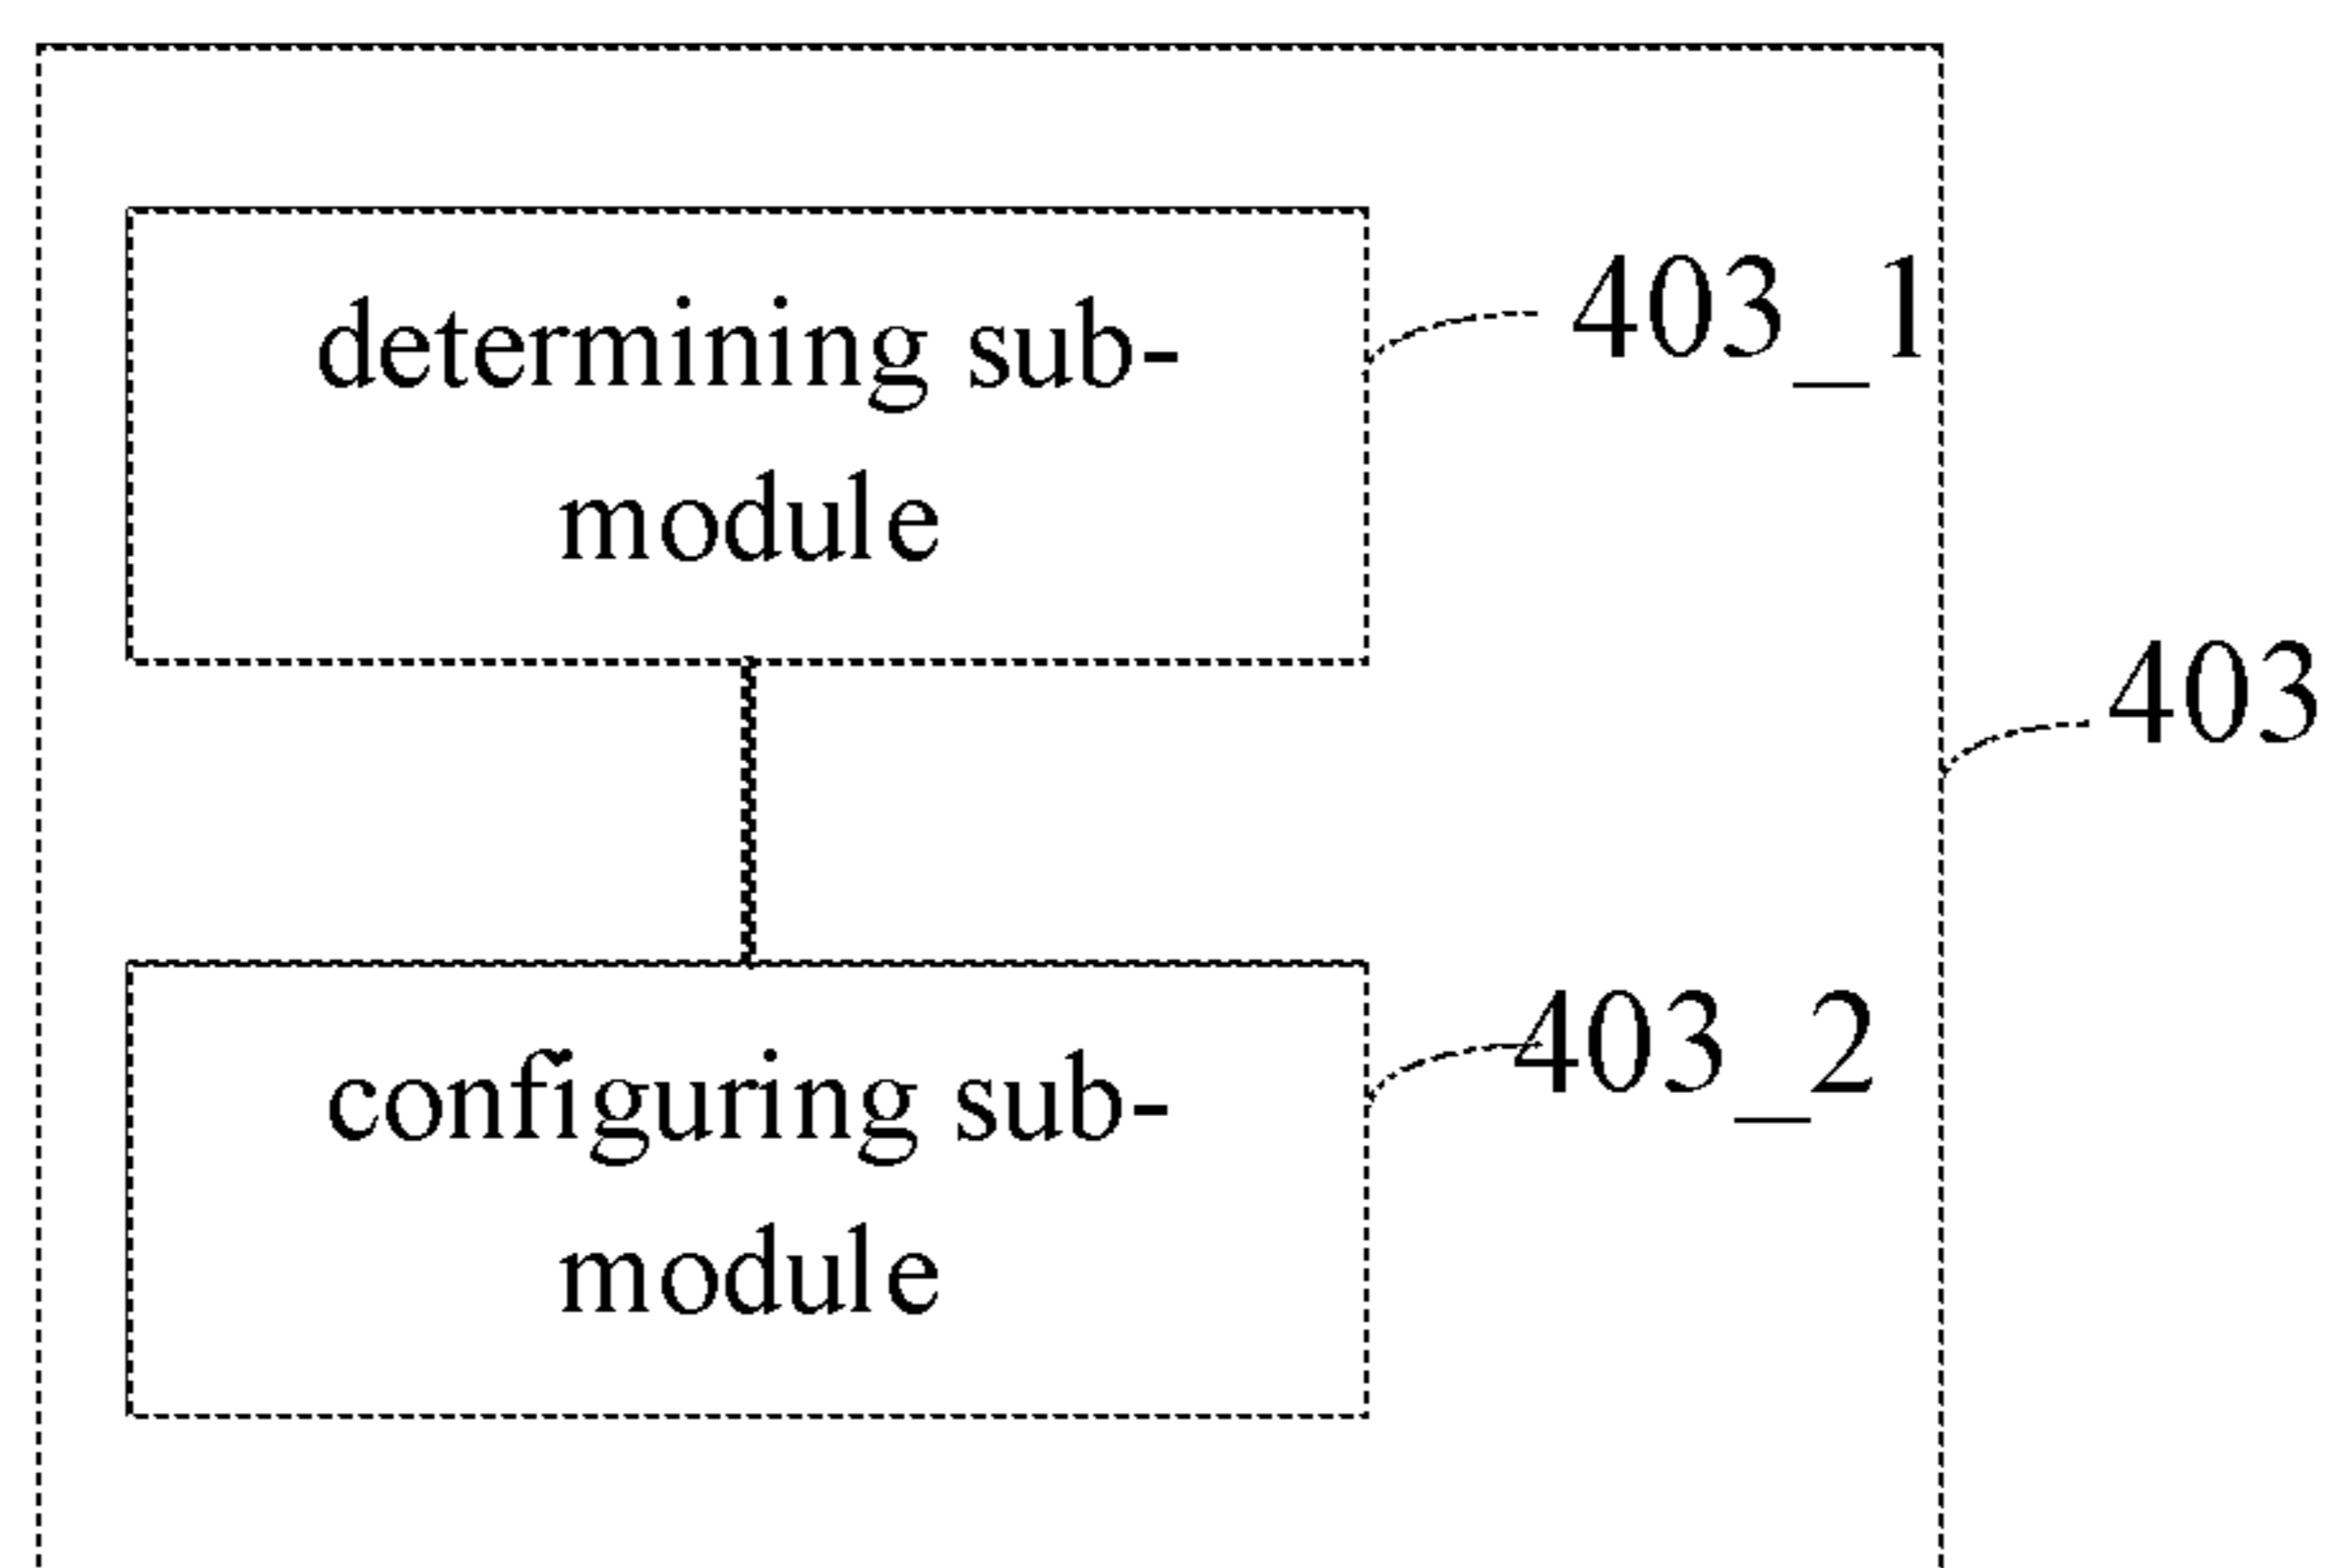 determining sub-
module
403_1
403
configuring sub-
module
403_2